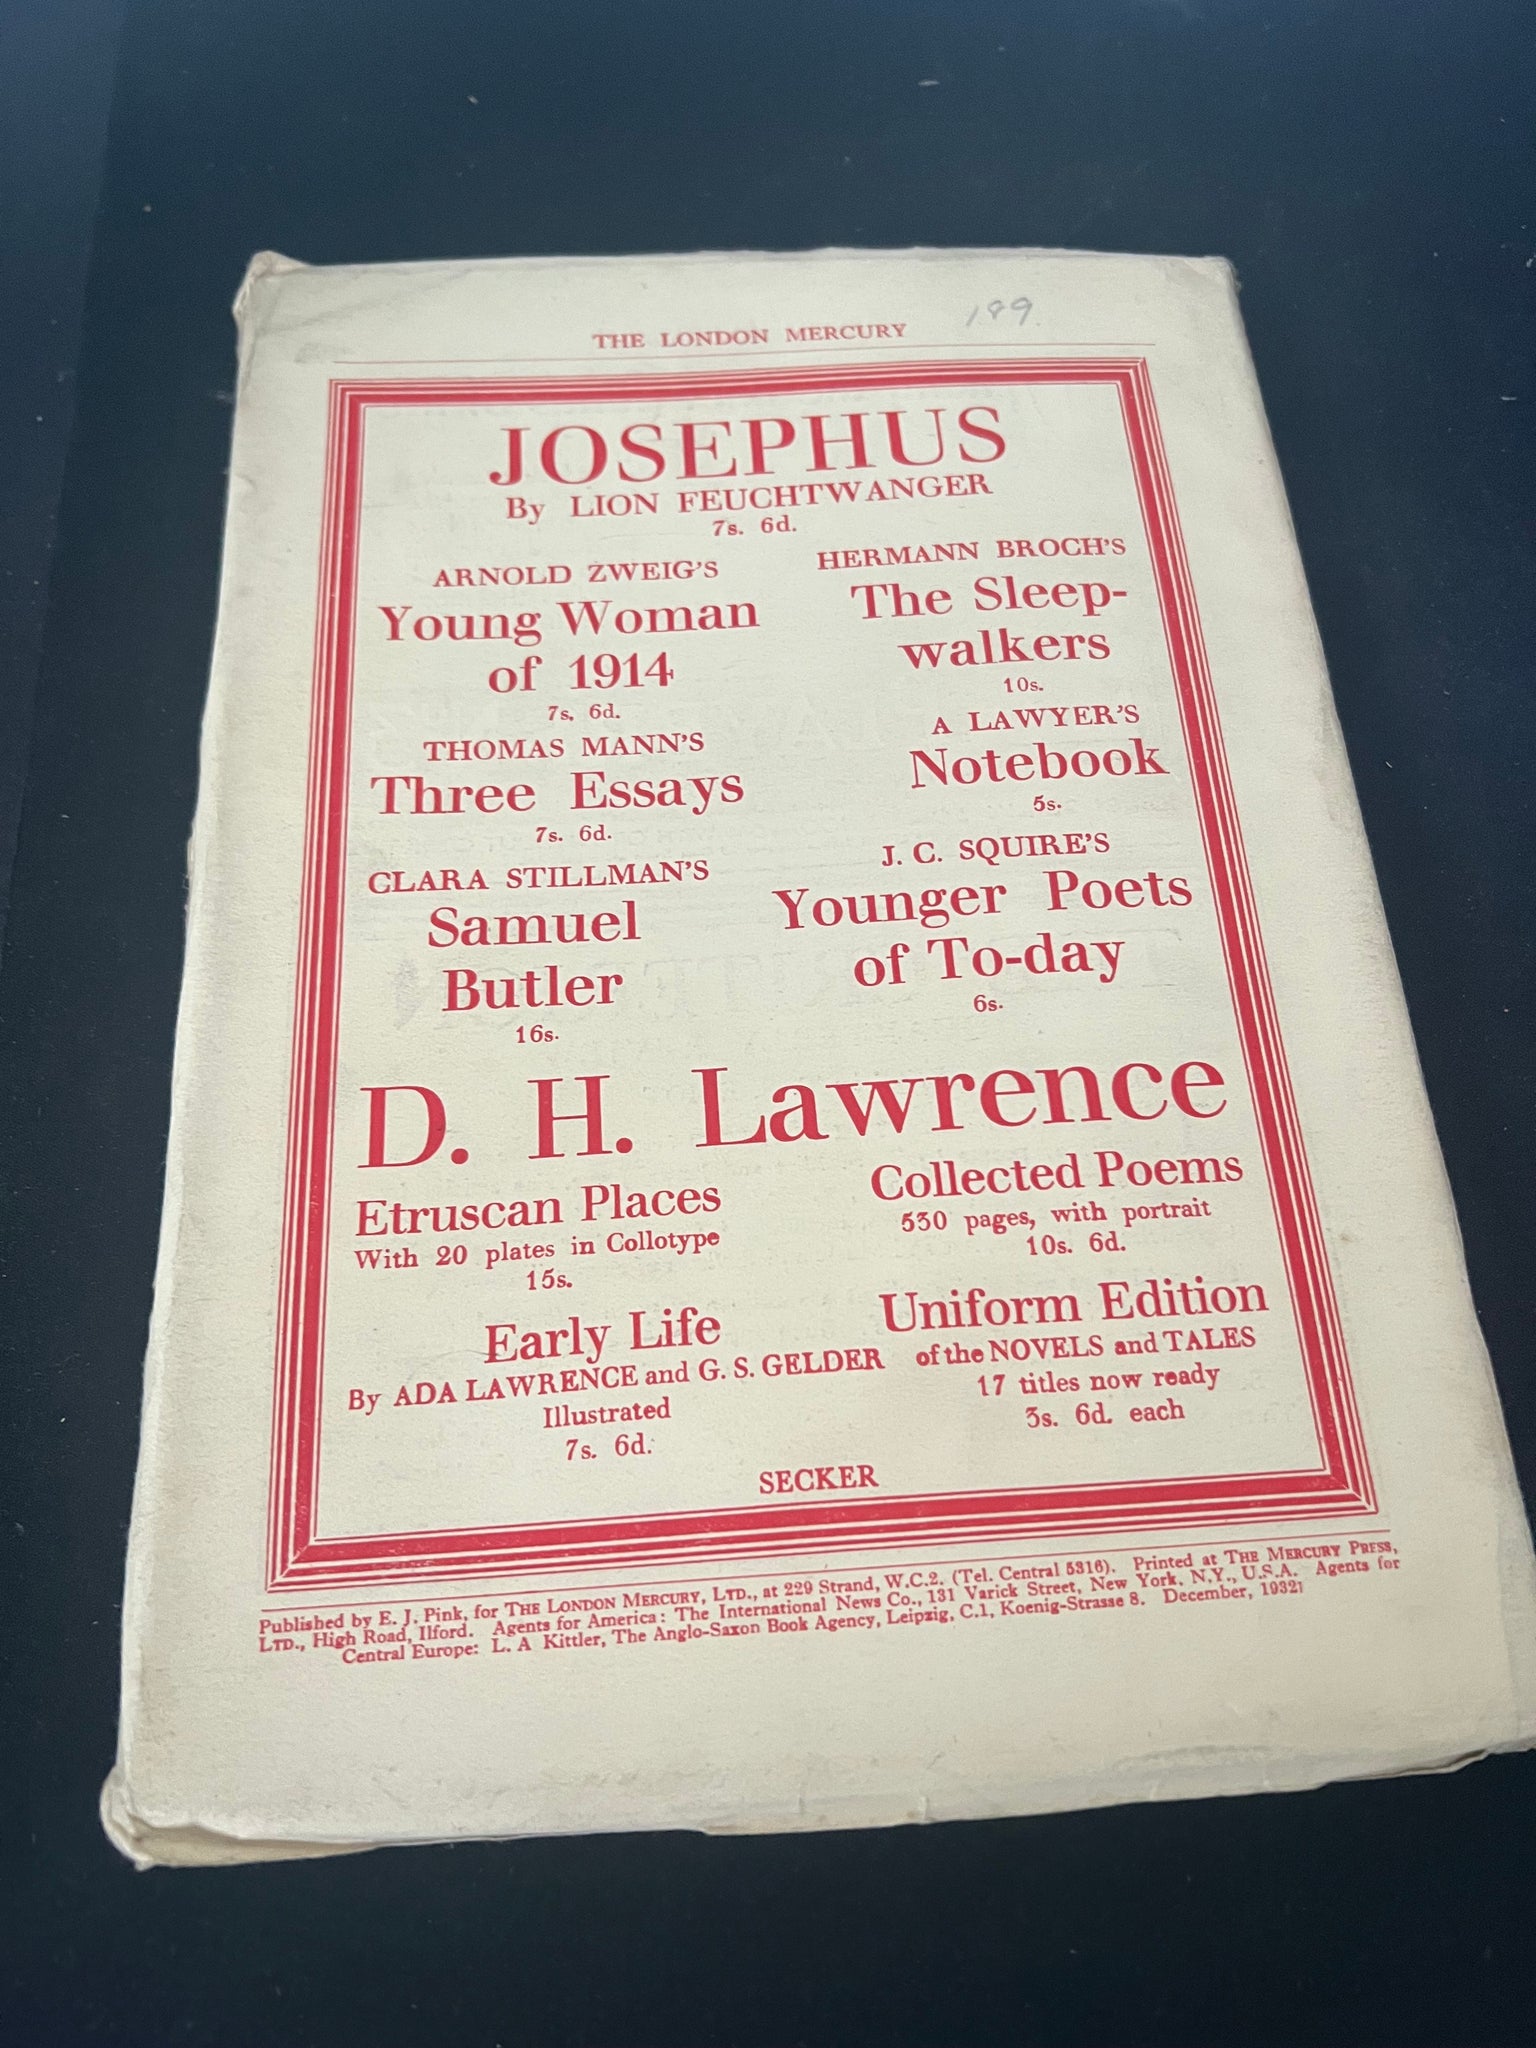 THE LONDON MERCURY
199
JOSEPHUS
By LION FEUCHTWANGER
7s. 6d.
ARNOLD ZWEIG'S
Young Woman
of 1914
7s. 6d.
THOMAS MANN'S
Three Essays
7s. 6d.
CLARA STILLMAN'S
Samuel
Butler
16s.
HERMANN BROCH'S
The Sleep-
walkers
10s.
A LAWYER'S
Notebook
5s.
J. C. SQUIRE'S
Younger Poets
of To-day
6s.
D. H. Lawrence
Etruscan Places
With 20 plates in Collotype
15s.
Early Life
By ADA LAWRENCE and G. S. GELDER
Illustrated
7s. 6d.
Collected Poems
530 pages, with portrait
10s. 6d.
Uniform Edition
of the NOVELS and TALES
17 titles now ready
3s. 6d. each
SECKER
Published by E. J. Pink, for THE LONDON MERCURY, LTD., at 229 Strand, W.C.2. (Tel. Central 5316). Printed at THE MERCURY PRESS,
LTD., High Road, Ilford. Agents for America: The International News Co., 131 Varick Street, New York, N.Y., U.S.A. Agents for
Central Europe: L. A Kittler, The Anglo-Saxon Book Agency, Leipzig, C.1, Koenig-Strasse 8. December, 1932]